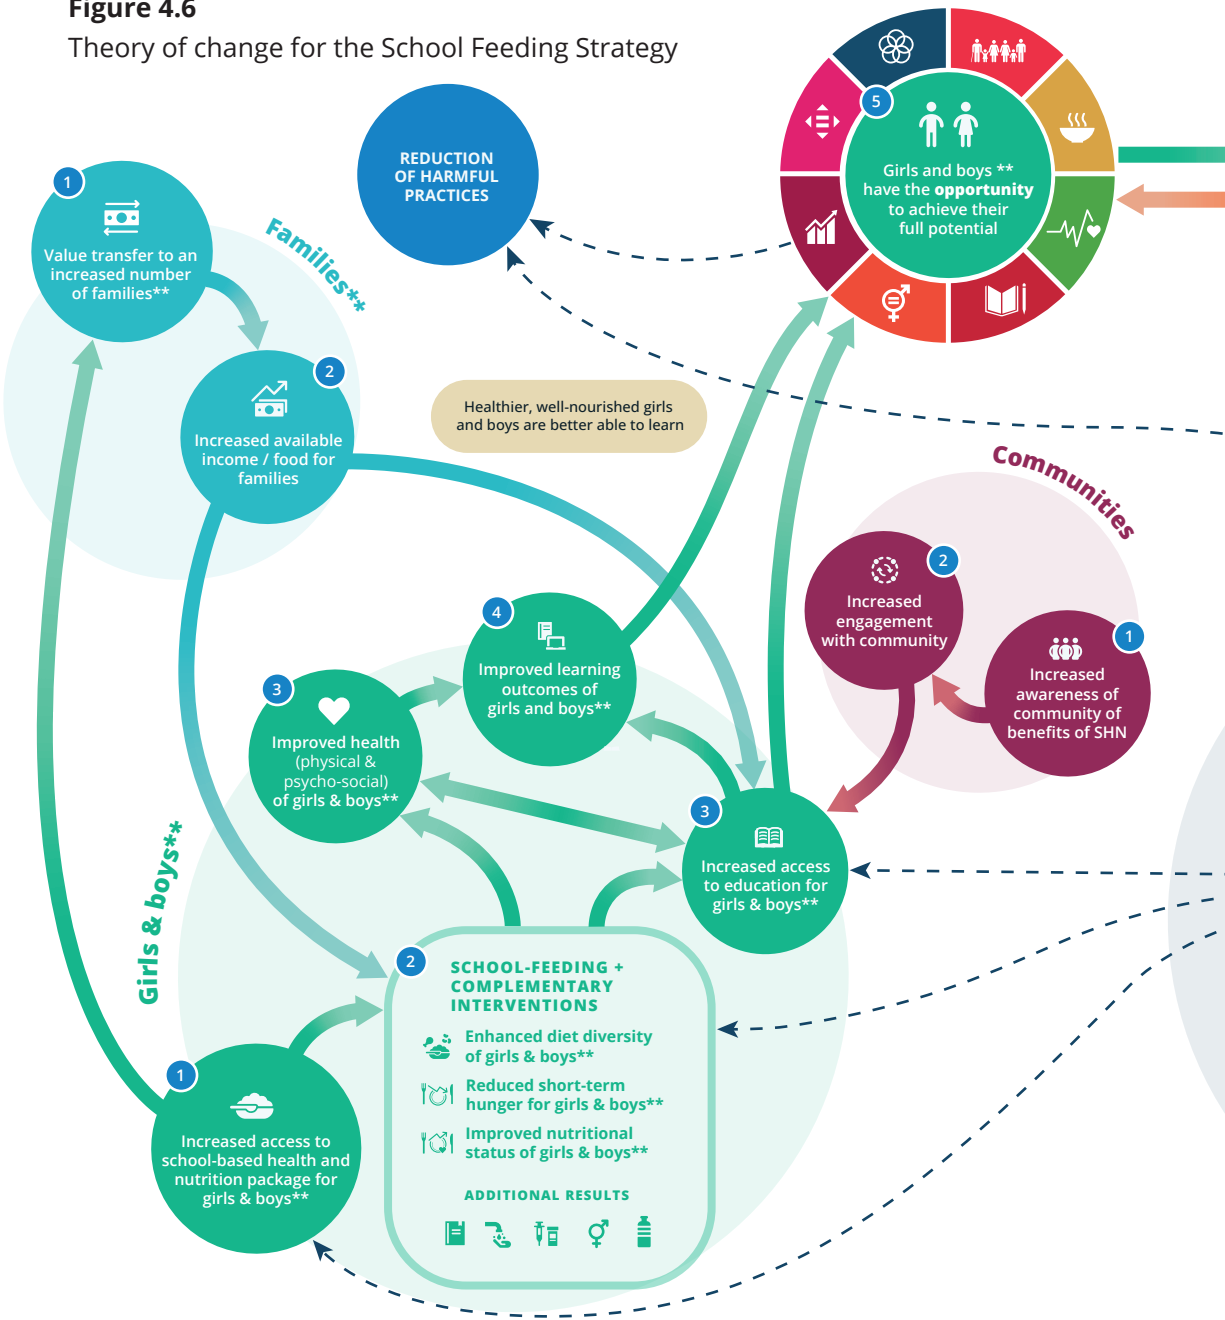 Figure 4.6
Theory of change for the School Feeding Strategy
5
Girls and boys **
have the opportunity
to achieve their
full potential
REDUCTION
OF HARMFUL
PRACTICES
1
Value transfer to an
increased number
of families**
Families**
2
Increased available
income / food for
families
Healthier, well-nourished girls
and boys are better able to learn
Communities
2
Increased
engagement
with community
1
Increased
awareness of
community of
benefits of SHN
4
Improved learning
outcomes of
girls and boys**
3
Improved health
(physical &
psycho-social)
of girls & boys**
3
Increased access
to education for
girls & boys**
Girls & boys**
2
SCHOOL-FEEDING +
COMPLEMENTARY
INTERVENTIONS
Enhanced diet diversity
of girls & boys**
Reduced short-term
hunger for girls & boys**
Improved nutritional
status of girls & boys**
ADDITIONAL RESULTS
1
Increased access to
school-based health and
nutrition package for
girls & boys**